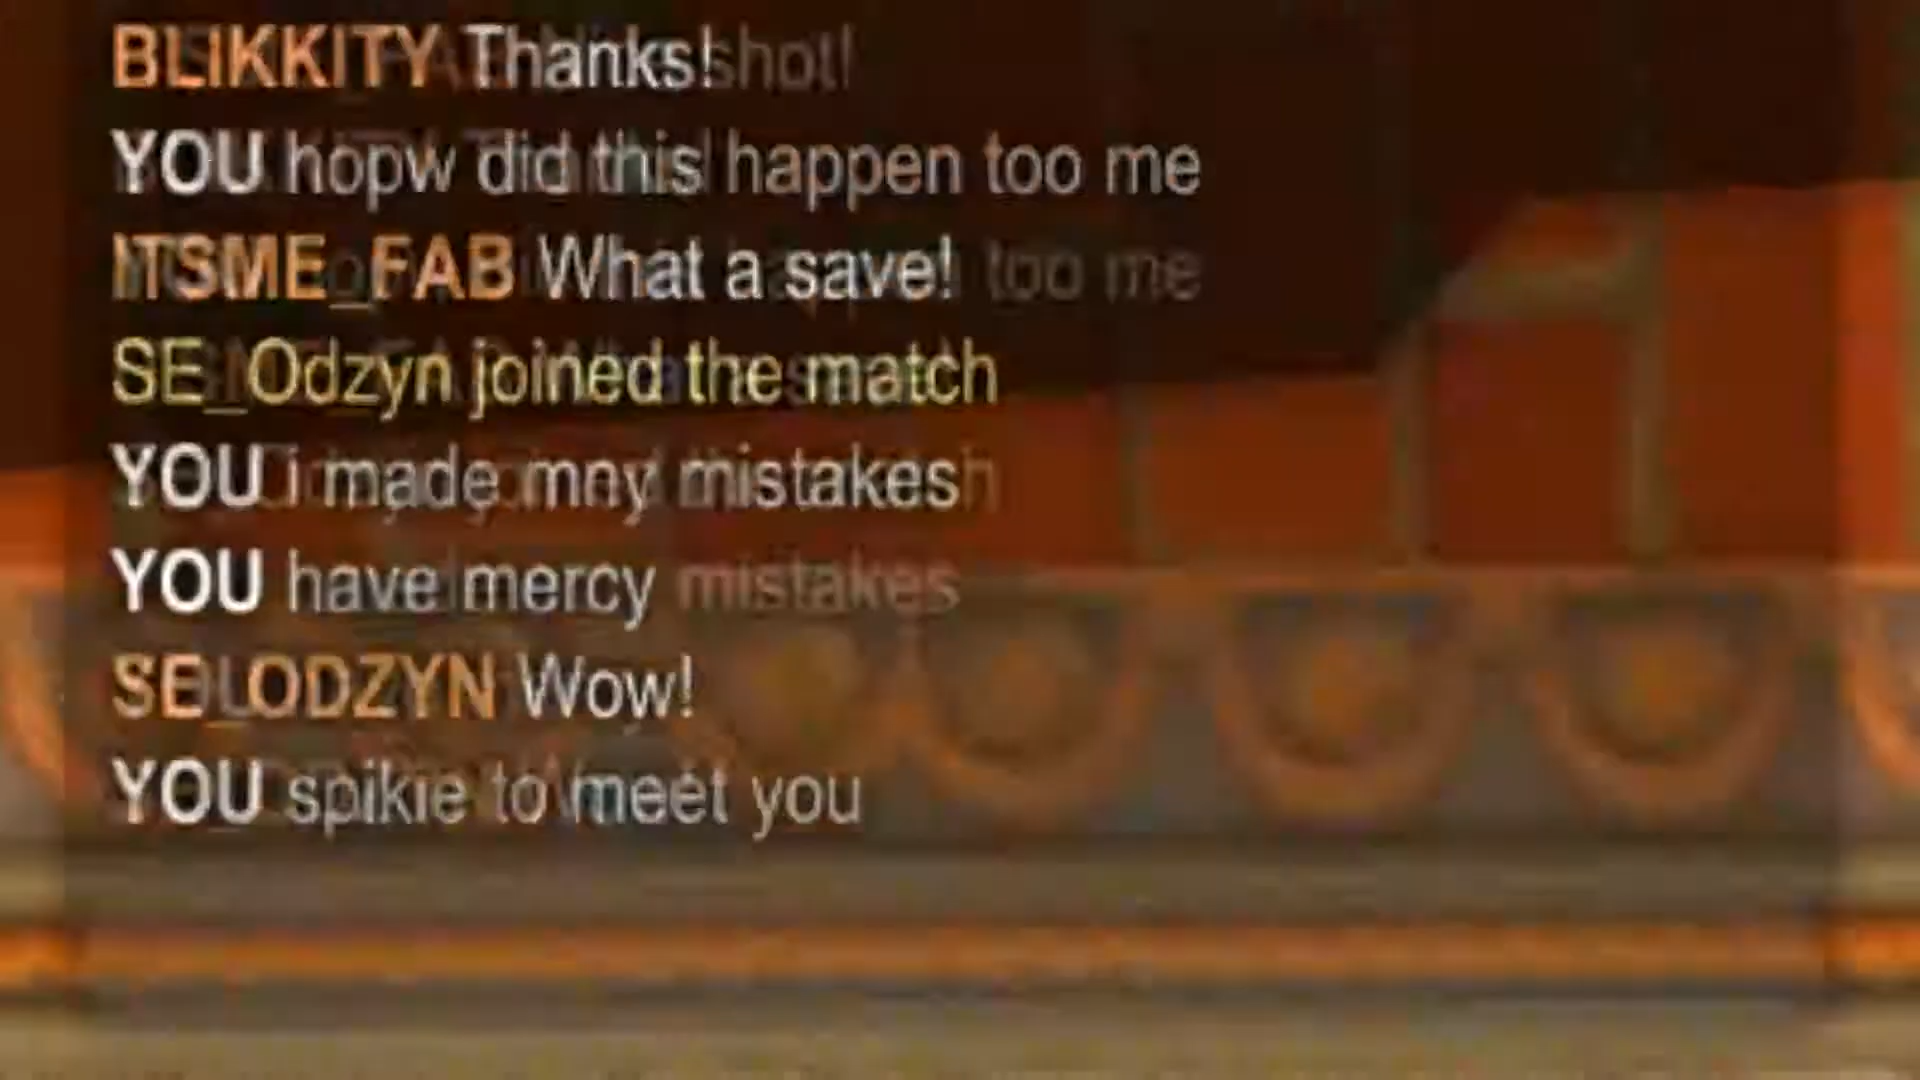 BLIKKITY Thanks!
YOU hopw did this happen too me
ITSME_FAB What a save!
SE_Odzyn joined the match
YOU i made mny mistakes
YOU have mercy
SE_ODZYN Wow!
YOU spikie to meet you